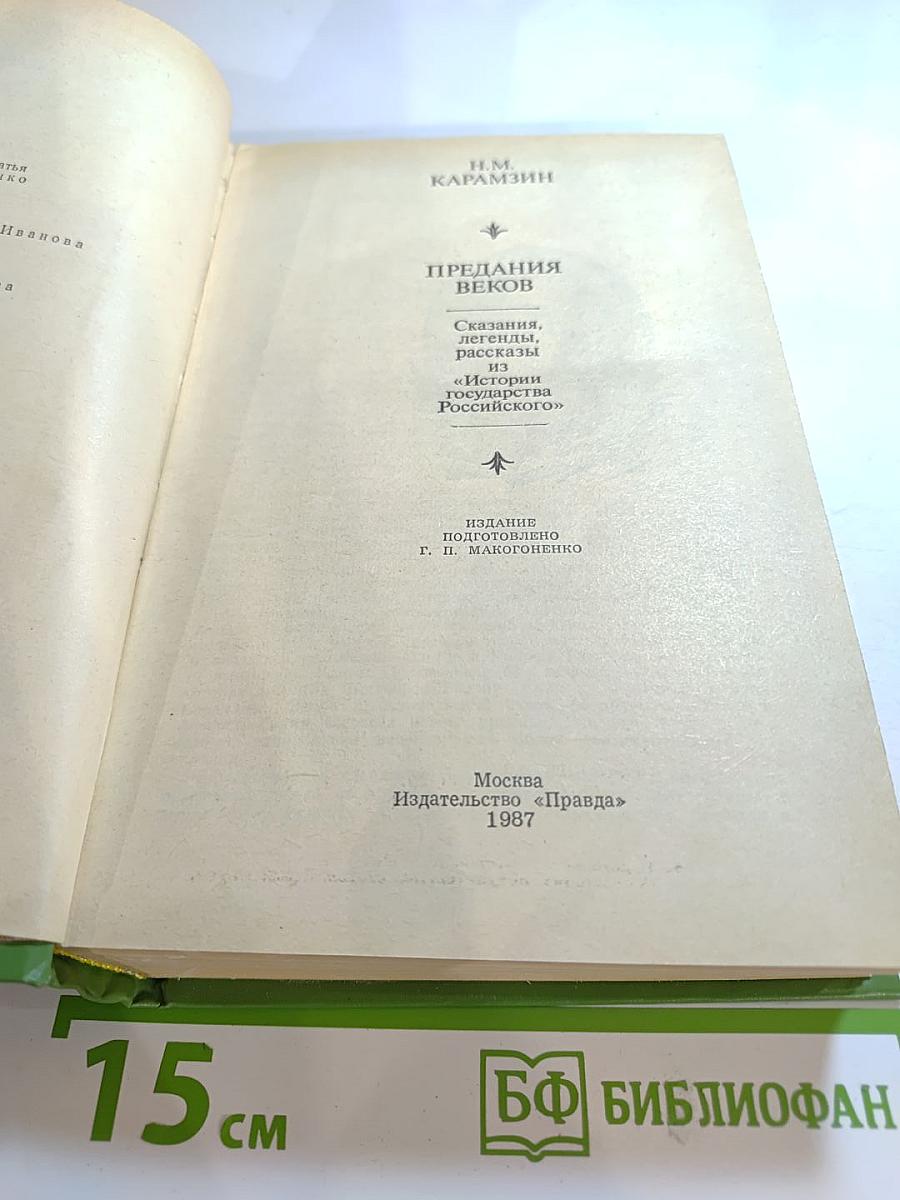 Иванова
Н.М.
КАРАМЗИН
ПРЕДАНИЯ
ВЕКОВ
Сказания,
легенды,
рассказы
из
«Истории
государства
Российского»
ИЗДАНИЕ
ПОДГОТОВЛЕНО
Г. П. МАКОГОНЕНКО
Москва
Издательство «Правда»
1987
15 см
БФ БИБЛИОФАН